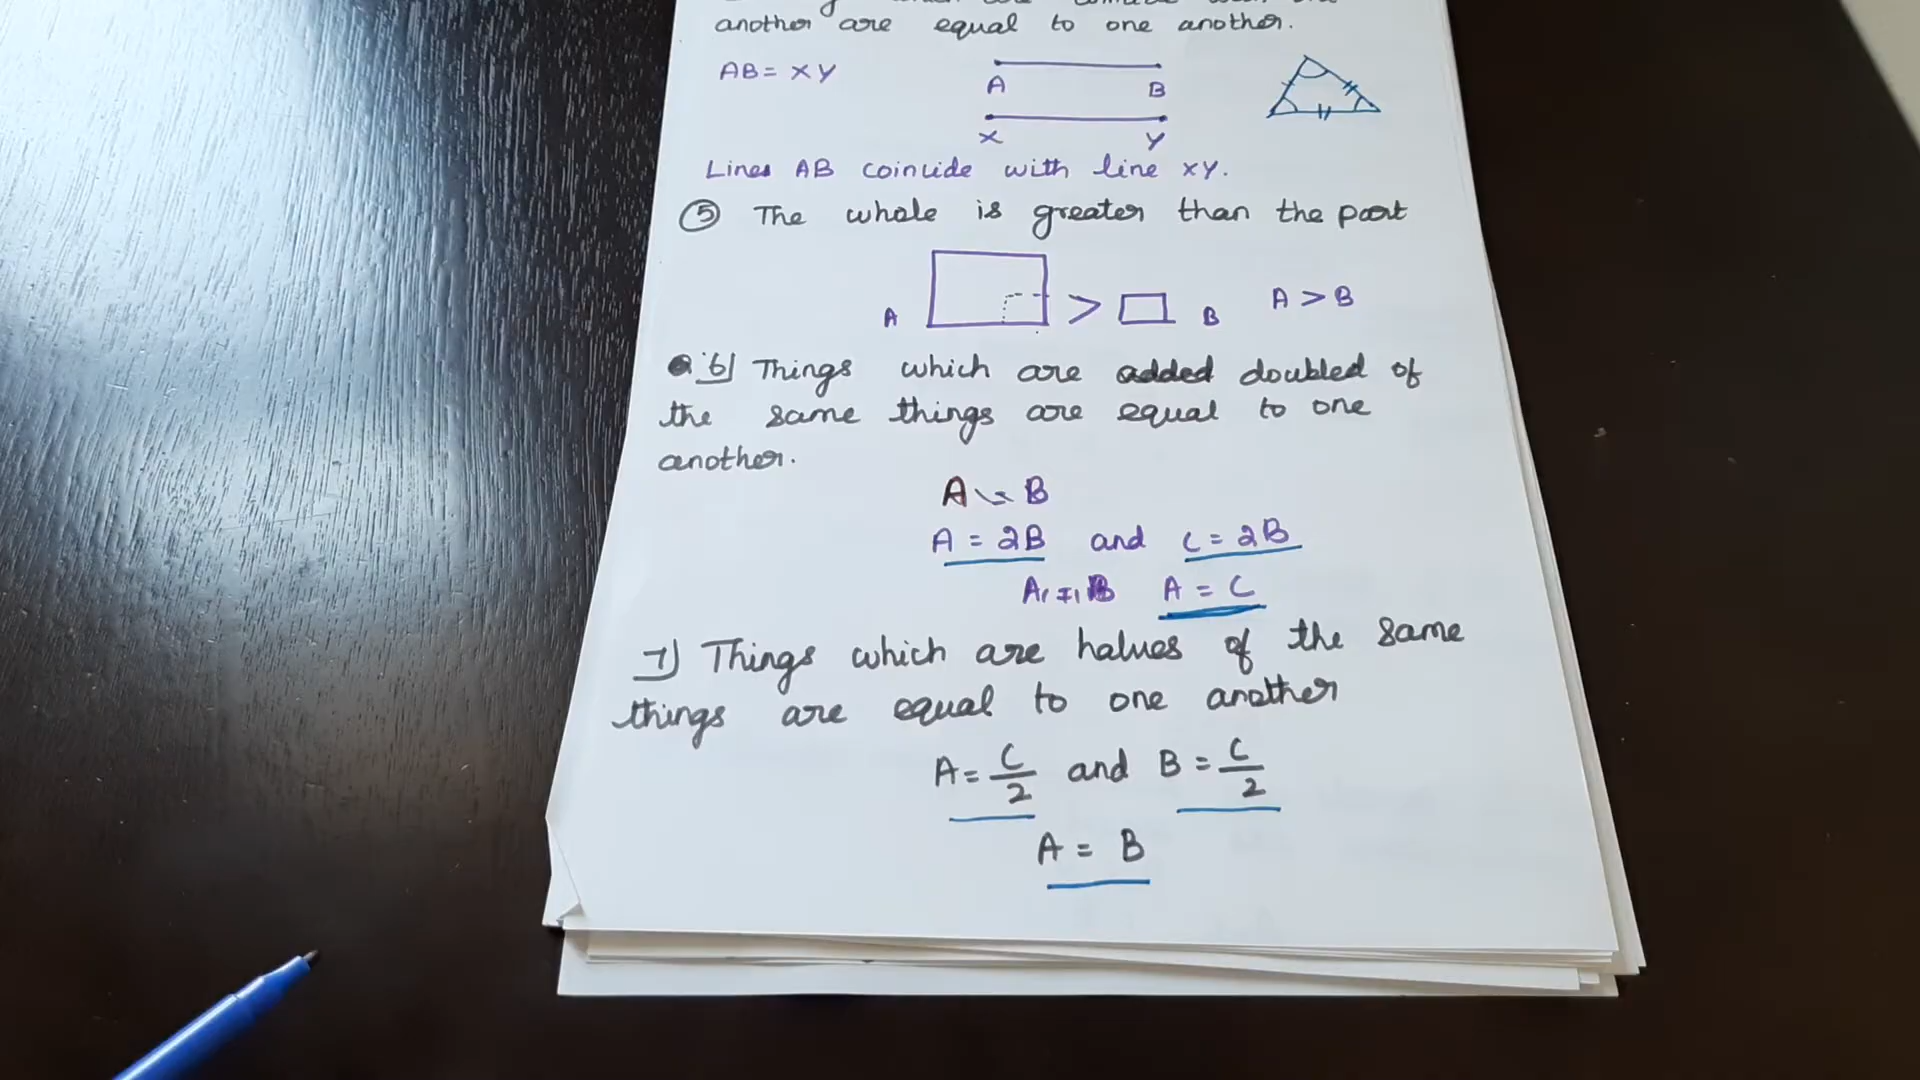 another are equal to one another.
AB = XY
A B
X Y
Lines AB coincide with line XY.
5 The whole is greater than the part
A > B A > B
6) Things which are added doubled of
the same things are equal to one
another.
A = B
A = 2B and C = 2B
A = B A = C
7) Things which are halves of the same
things are equal to one another
A = C/2 and B = C/2
A = B